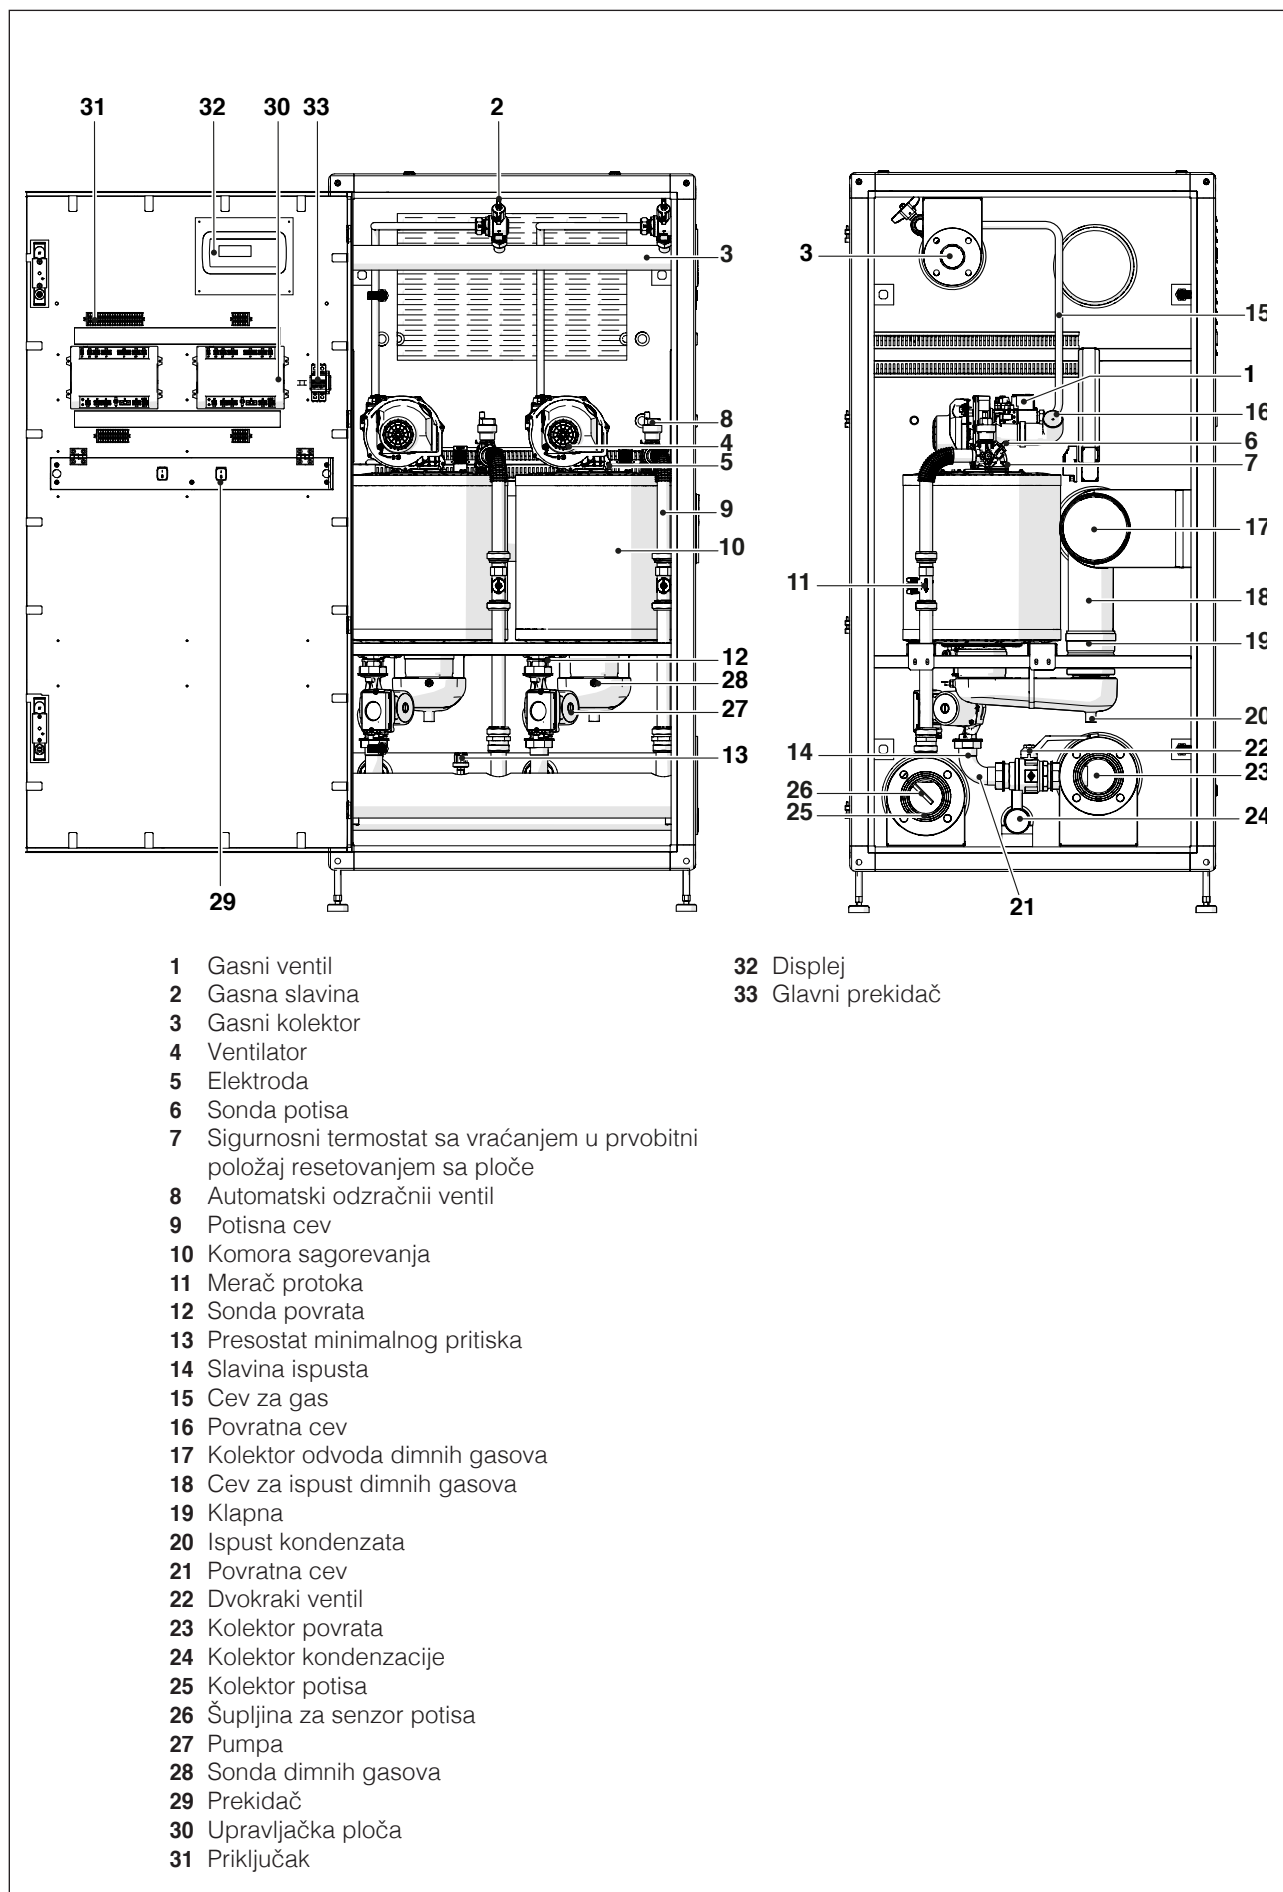 31 32 30 33 2
3 3
15
1
8 16
4 6
5 7
9 17
10
11
18
12 19
28
27 20
13 14 22
26 23
25 24
29 21
1 Gasni ventil
2 Gasna slavina
3 Gasni kolektor
4 Ventilator
5 Elektroda
6 Sonda potisa
7 Sigurnosni termostat sa vraćanjem u prvobitni
položaj resetovanjem sa ploče
8 Automatski odzračnii ventil
9 Potisna cev
10 Komora sagorevanja
11 Merač protoka
12 Sonda povrata
13 Presostat minimalnog pritiska
14 Slavina ispusta
15 Cev za gas
16 Povratna cev
17 Kolektor odvoda dimnih gasova
18 Cev za ispust dimnih gasova
19 Klapna
20 Ispust kondenzata
21 Povratna cev
22 Dvokraki ventil
23 Kolektor povrata
24 Kolektor kondenzacije
25 Kolektor potisa
26 Šupljina za senzor potisa
27 Pumpa
28 Sonda dimnih gasova
29 Prekidač
30 Upravljačka ploča
31 Priključak
32 Displej
33 Glavni prekidač